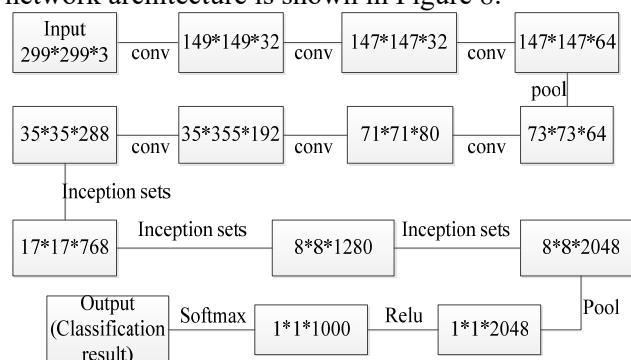 network architecture is shown in Figure 8.
Input
299*299*3
conv
149*149*32
conv
147*147*32
conv
147*147*64
pool
35*35*288
conv
35*355*192
conv
71*71*80
conv
73*73*64
Inception sets
17*17*768
Inception sets
8*8*1280
Inception sets
8*8*2048
Pool
Output
(Classification
result)
Softmax
1*1*1000
Relu
1*1*2048